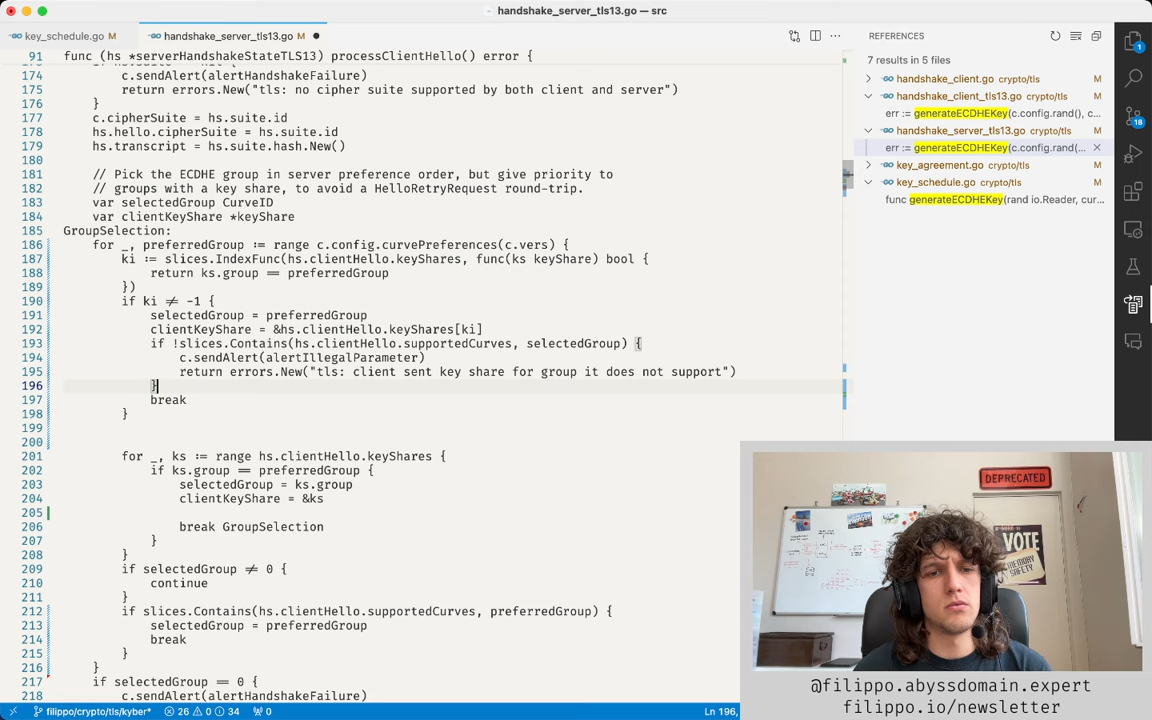 handshake_server_tls13.go — src
key_schedule.go M
handshake_server_tls13.go M
91 func (hs *serverHandshakeStateTLS13) processClientHello() error {
174 c.sendAlert(alertHandshakeFailure)
175 return errors.New("tls: no cipher suite supported by both client and server")
176 }
177 c.cipherSuite = hs.suite.id
178 hs.hello.cipherSuite = hs.suite.id
179 hs.transcript = hs.suite.hash.New()
180
181 // Pick the ECDHE group in server preference order, but give priority to
182 // groups with a key share, to avoid a HelloRetryRequest round-trip.
183 var selectedGroup CurveID
184 var clientKeyShare *keyShare
185 GroupSelection:
186 for _, preferredGroup := range c.config.curvePreferences(c.vers) {
187 ki := slices.IndexFunc(hs.clientHello.keyShares, func(ks keyShare) bool {
188 return ks.group == preferredGroup
189 })
190 if ki != -1 {
191 selectedGroup = preferredGroup
192 clientKeyShare = &hs.clientHello.keyShares[ki]
193 if !slices.Contains(hs.clientHello.supportedCurves, selectedGroup) {
194 c.sendAlert(alertIllegalParameter)
195 return errors.New("tls: client sent key share for group it does not support")
196 }
197 break
198 }
199
200
201 for _, ks := range hs.clientHello.keyShares {
202 if ks.group == preferredGroup {
203 selectedGroup = ks.group
204 clientKeyShare = &ks
205
206 break GroupSelection
207 }
208 }
209 if selectedGroup != 0 {
210 continue
211 }
212 if slices.Contains(hs.clientHello.supportedCurves, preferredGroup) {
213 selectedGroup = preferredGroup
214 break
215 }
216 }
217 if selectedGroup == 0 {
218 c.sendAlert(alertHandshakeFailure)
REFERENCES
7 results in 5 files
handshake_client.go crypto/tls M
handshake_client_tls13.go crypto/tls M
err := generateECDHEKey(c.config.rand(), c...
handshake_server_tls13.go crypto/tls M
err := generateECDHEKey(c.config.rand(...
key_agreement.go crypto/tls
key_schedule.go crypto/tls M
func generateECDHEKey(rand io.Reader, cur...
1
18
DEPRECATED
VOTE
MEMORY
SAFETY
@filippo.abyssdomain.expert
filippo.io/newsletter
filippo/crypto/tls/kyber* 26 0 34 0 Ln 196,